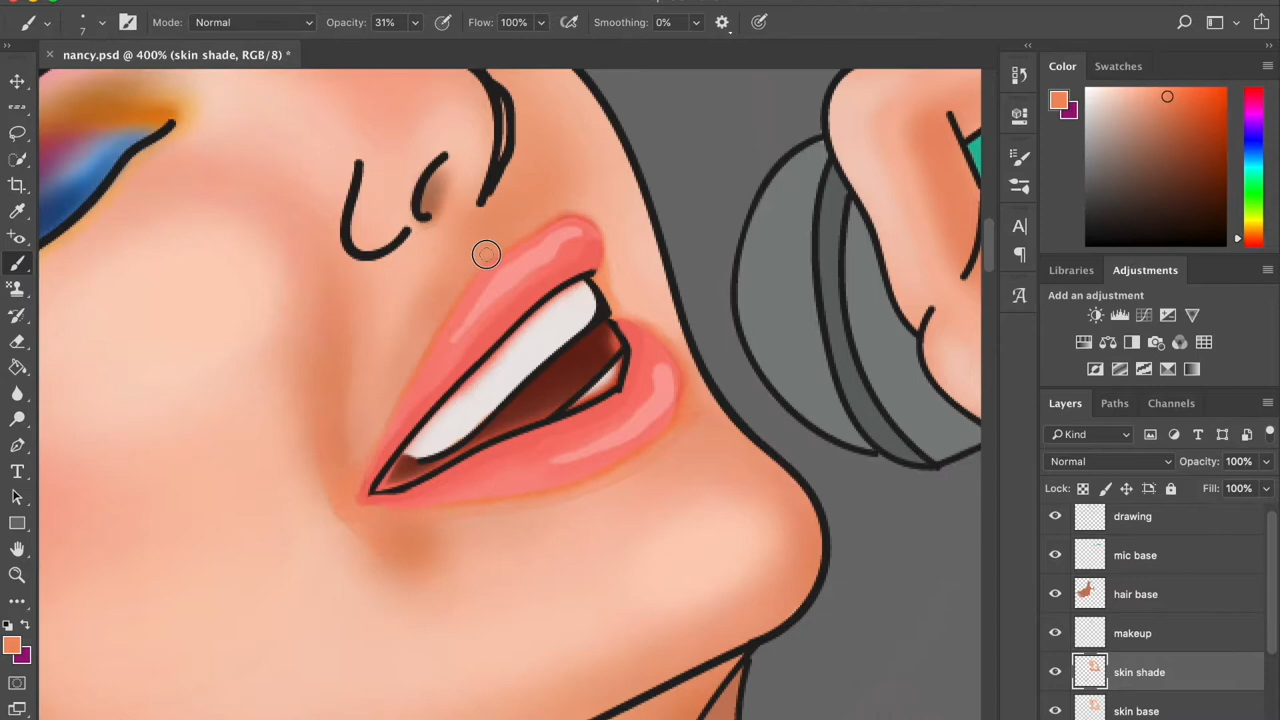 7 Mode: Normal Opacity: 31% Flow: 100% Smoothing: 0%
nancy.psd @ 400% (skin shade, RGB/8) *
Color Swatches
Libraries Adjustments
Add an adjustment
Layers Paths Channels
Kind
Normal Opacity: 100%
Lock: Fill: 100%
drawing
mic base
hair base
makeup
skin shade
skin base